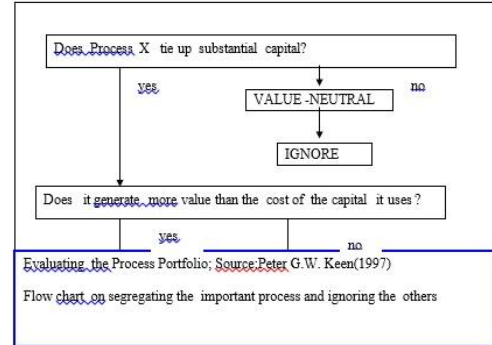 Does Process X tie up substantial capital?
yes
no
VALUE -NEUTRAL
IGNORE
Does it generate more value than the cost of the capital it uses ?
yes
no
Evaluating the Process Portfolio; Source:Peter G.W. Keen(1997)
Flow chart on segregating the important process and ignoring the others